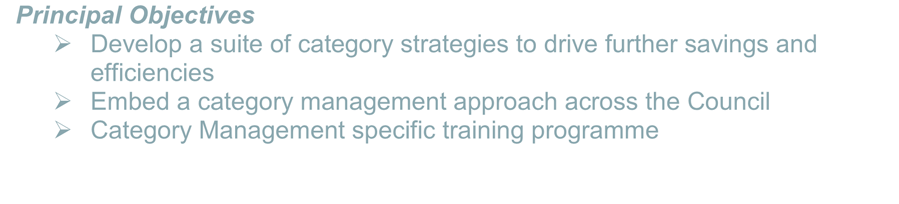 Principal Objectives
➢ Develop a suite of category strategies to drive further savings and
efficiencies
➢ Embed a category management approach across the Council
➢ Category Management specific training programme